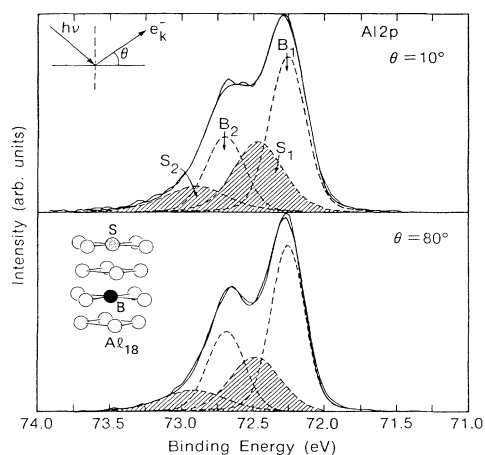 Al2p
hν
e⁻k
θ
B1
θ = 10°
B2
S2
S1
Intensity (arb. units)
S
θ = 80°
B
Aℓ18
74.0 73.5 73.0 72.5 72.0 71.5 71.0
Binding Energy (eV)